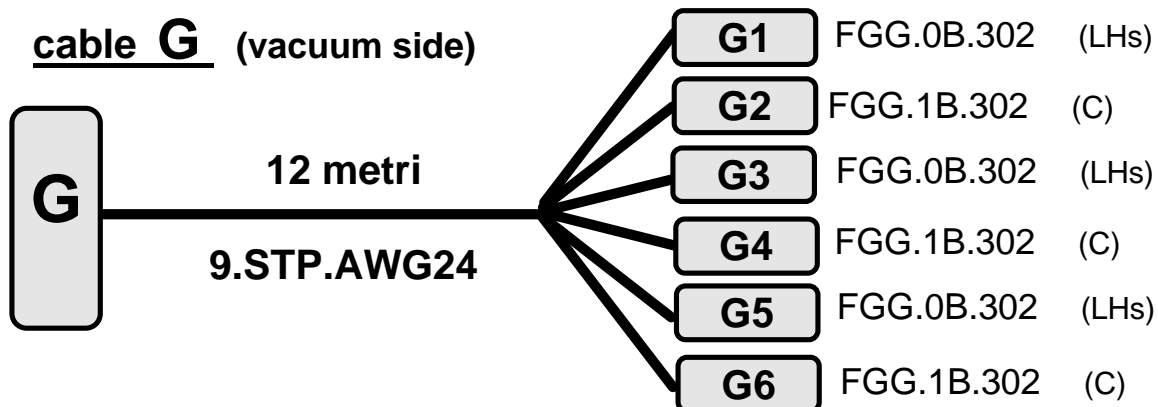 cable G (vacuum side)
G
12 metri
9.STP.AWG24
G1 FGG.0B.302 (LHs)
G2 FGG.1B.302 (C)
G3 FGG.0B.302 (LHs)
G4 FGG.1B.302 (C)
G5 FGG.0B.302 (LHs)
G6 FGG.1B.302 (C)